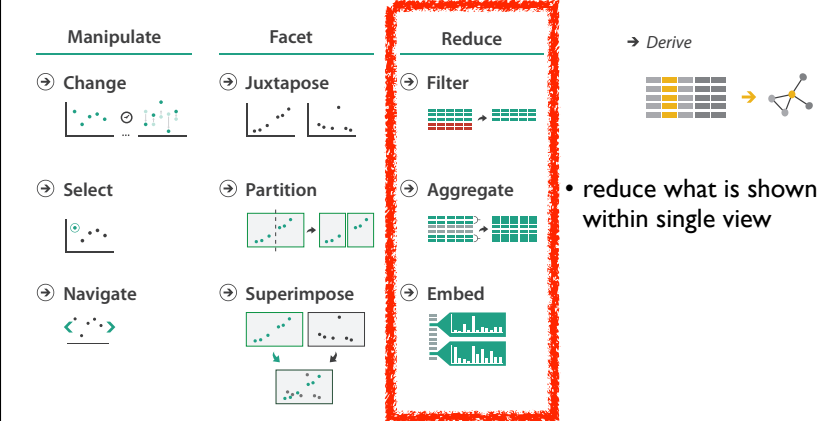 Manipulate
Facet
Reduce
→ Derive
→ Change
...
→ Juxtapose
→ Filter
→ Select
→ Partition
→ Aggregate
• reduce what is shown
within single view
→ Navigate
→ Superimpose
→ Embed